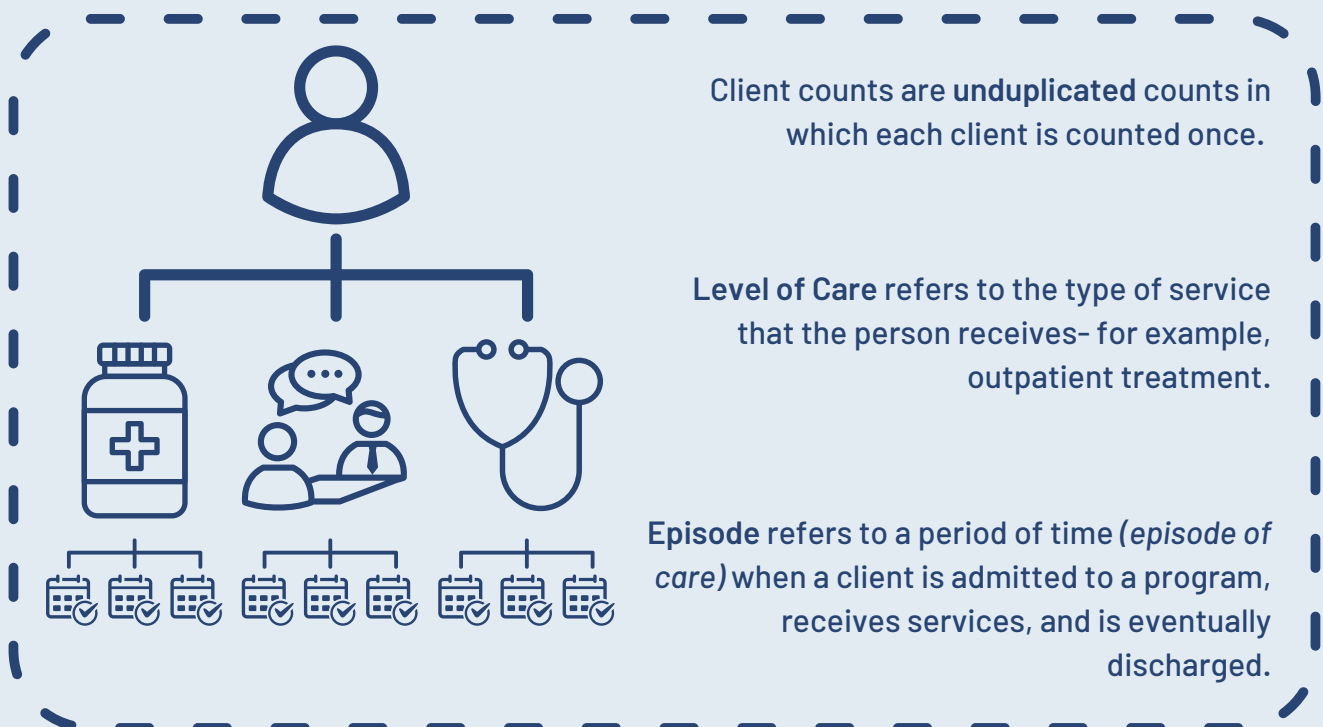 Client counts are unduplicated counts in
which each client is counted once.
Level of Care refers to the type of service
that the person receives- for example,
outpatient treatment.
Episode refers to a period of time (episode of
care) when a client is admitted to a program,
receives services, and is eventually
discharged.